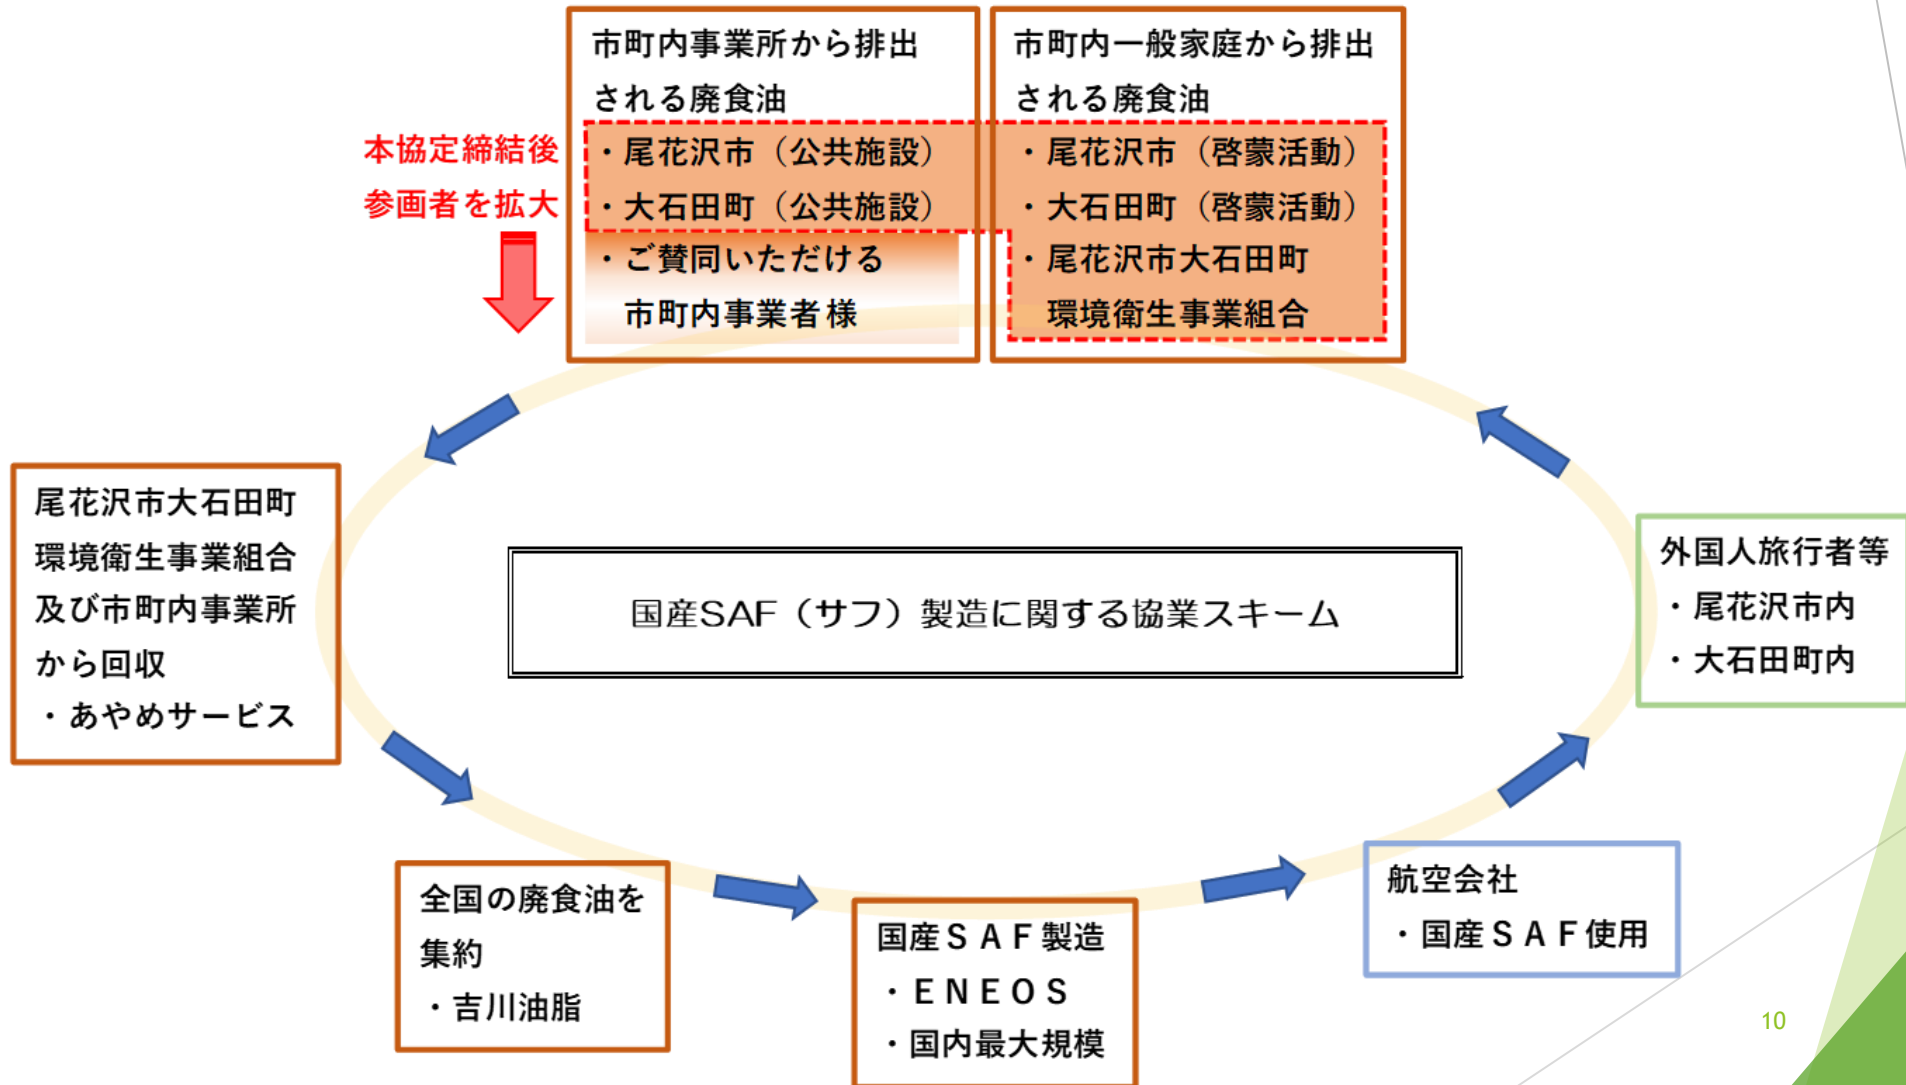 市町内事業所から排出
される廃食油
・尾花沢市（公共施設）
・大石田町（公共施設）
・ご賛同いただける
市町内事業者様
市町内一般家庭から排出
される廃食油
・尾花沢市（啓蒙活動）
・大石田町（啓蒙活動）
・尾花沢市大石田町
環境衛生事業組合
本協定締結後
参画者を拡大
尾花沢市大石田町
環境衛生事業組合
及び市町内事業所
から回収
・あやめサービス
国産SAF（サフ）製造に関する協業スキーム
外国人旅行者等
・尾花沢市内
・大石田町内
全国の廃食油を
集約
・吉川油脂
国産ＳＡＦ製造
・ＥＮＥＯＳ
・国内最大規模
航空会社
・国産ＳＡＦ使用
10